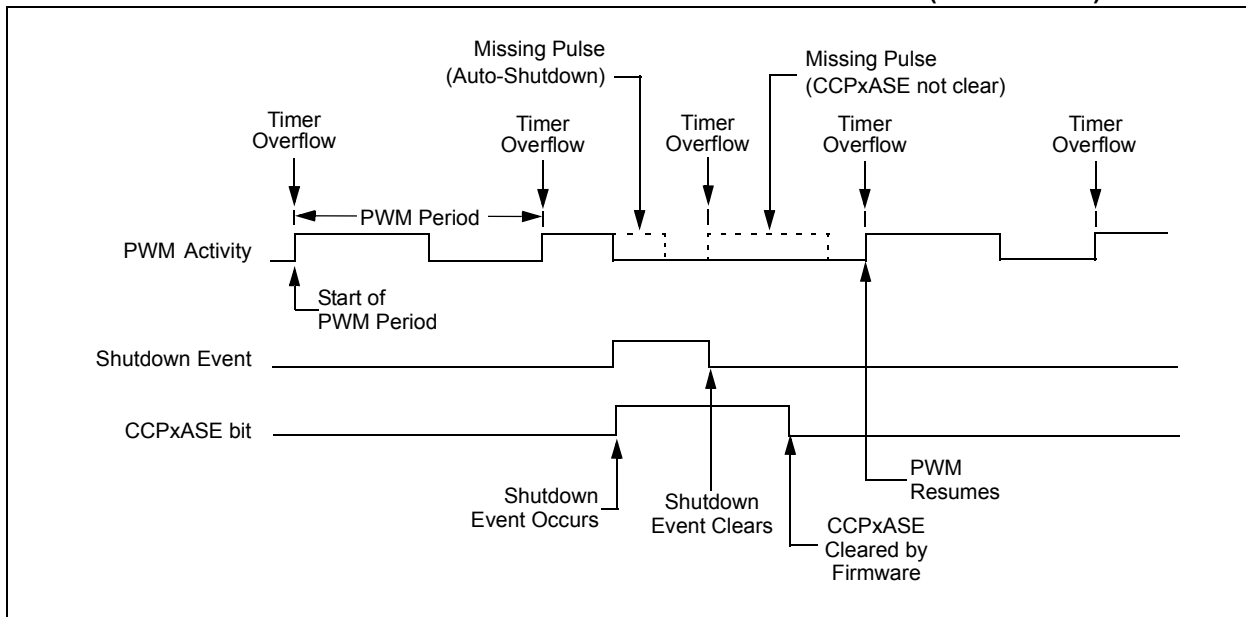 Missing Pulse
(Auto-Shutdown)
Missing Pulse
(CCPxASE not clear)
Timer
Overflow
Timer
Overflow
Timer
Overflow
Timer
Overflow
Timer
Overflow
PWM Period
PWM Activity
Start of
PWM Period
Shutdown Event
CCPxASE bit
Shutdown
Event Occurs
Shutdown
Event Clears
PWM
Resumes
CCPxASE
Cleared by
Firmware